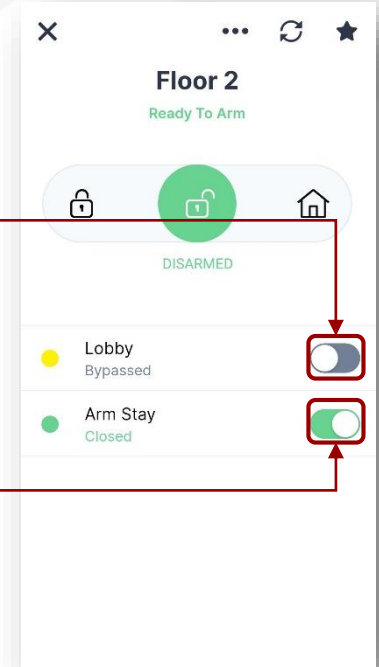 Floor 2
Ready To Arm
DISARMED
Lobby
Bypassed
Arm Stay
Closed